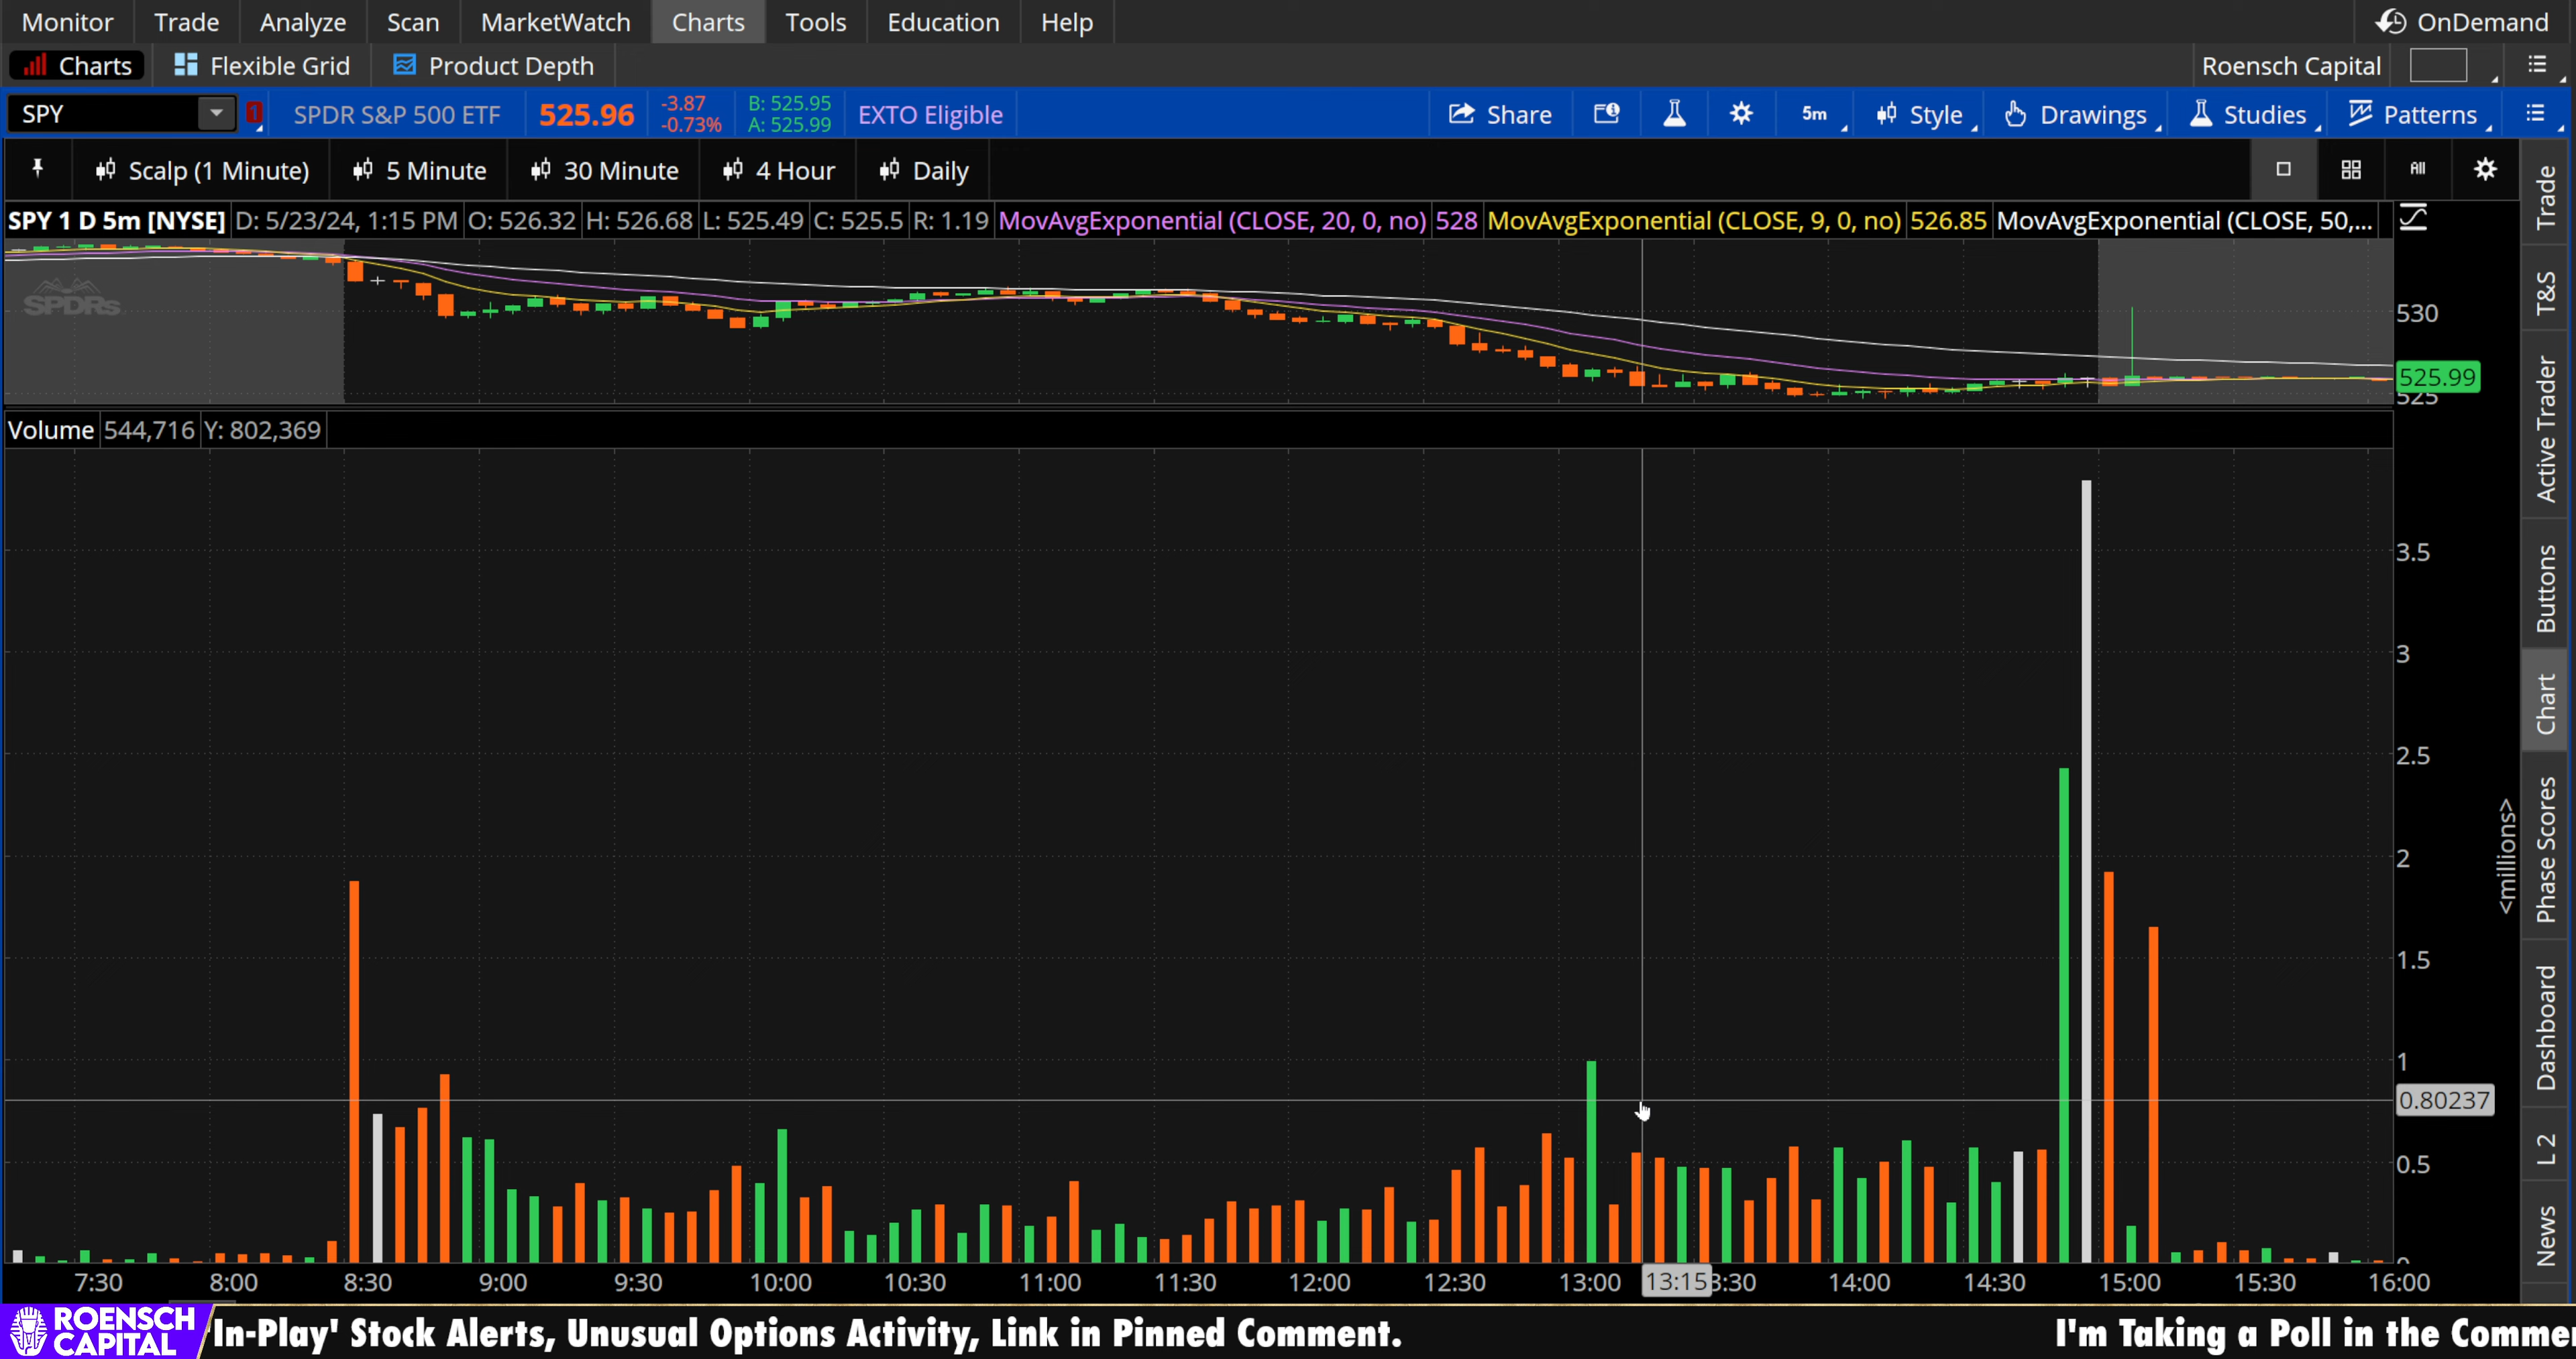 Monitor Trade Analyze Scan MarketWatch Charts Tools Education Help OnDemand
Charts Flexible Grid Product Depth Roensch Capital
SPY 1 SPDR S&P 500 ETF 525.96 -3.87 B: 525.95 EXTO Eligible Share 5m Style Drawings Studies Patterns
-0.73% A: 525.99
Scalp (1 Minute) 5 Minute 30 Minute 4 Hour Daily All
SPY 1 D 5m [NYSE] D: 5/23/24, 1:15 PM O: 526.32 H: 526.68 L: 525.49 C: 525.5 R: 1.19 MovAvgExponential (CLOSE, 20, 0, no) 528 MovAvgExponential (CLOSE, 9, 0, no) 526.85 MovAvgExponential (CLOSE, 50,...
SPDRs
530
525.99
525
Volume 544,716 Y: 802,369
3.5
3
2.5
2
1.5
1
0.80237
0.5
0
<millions>
7:30 8:00 8:30 9:00 9:30 10:00 10:30 11:00 11:30 12:00 12:30 13:00 13:15 3:30 14:00 14:30 15:00 15:30 16:00
Trade
T&S
Active Trader
Buttons
Chart
Phase Scores
Dashboard
L 2
News
ROENSCH
CAPITAL
In-Play' Stock Alerts, Unusual Options Activity, Link in Pinned Comment. I'm Taking a Poll in the Comme